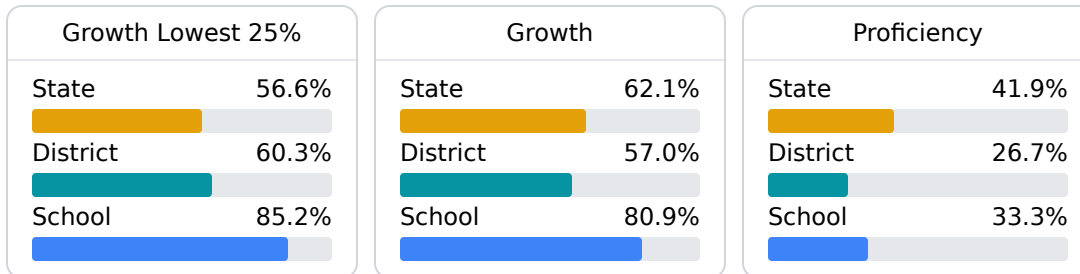 Growth Lowest 25%
State 56.6%
District 60.3%
School 85.2%
Growth
State 62.1%
District 57.0%
School 80.9%
Proficiency
State 41.9%
District 26.7%
School 33.3%